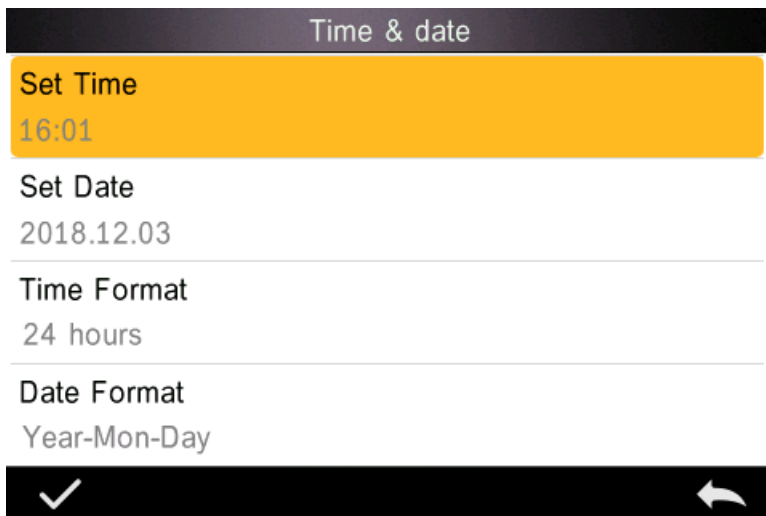 Time & date
Set Time
16:01
Set Date
2018.12.03
Time Format
24 hours
Date Format
Year-Mon-Day